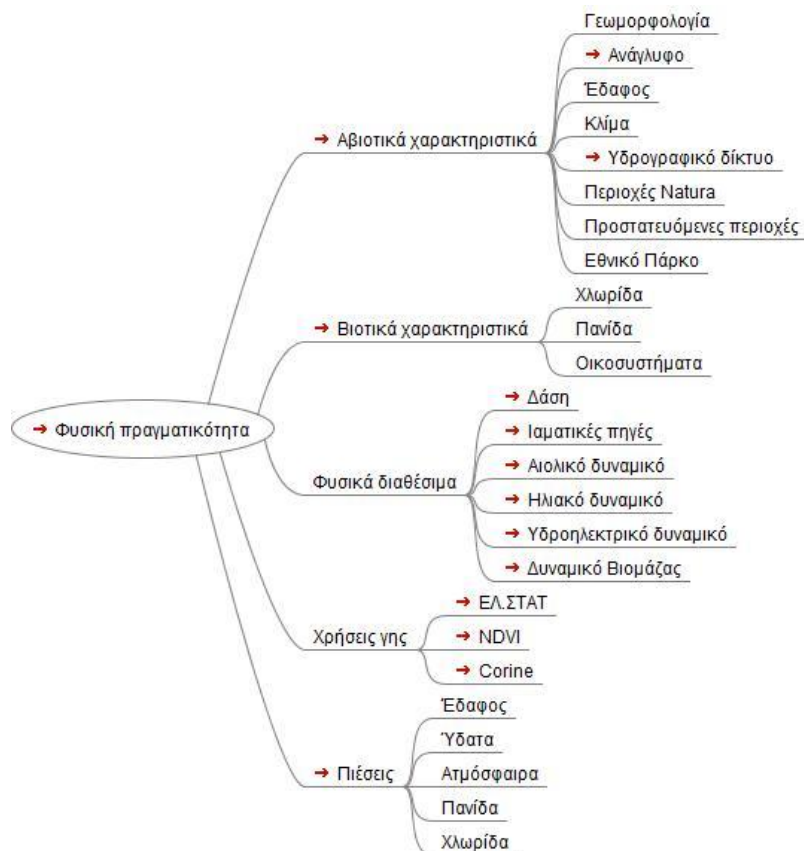 Φυσική πραγματικότητα
Αβιοτικά χαρακτηριστικά
Γεωμορφολογία
Ανάγλυφο
Έδαφος
Κλίμα
Υδρογραφικό δίκτυο
Περιοχές Natura
Προστατευόμενες περιοχές
Εθνικό Πάρκο
Βιοτικά χαρακτηριστικά
Χλωρίδα
Πανίδα
Οικοσυστήματα
Φυσικά διαθέσιμα
Δάση
Ιαματικές πηγές
Αιολικό δυναμικό
Ηλιακό δυναμικό
Υδροηλεκτρικό δυναμικό
Δυναμικό Βιομάζας
Χρήσεις γης
ΕΛ.ΣΤΑΤ
NDVI
Corine
Πιέσεις
Έδαφος
Ύδατα
Ατμόσφαιρα
Πανίδα
Χλωρίδα